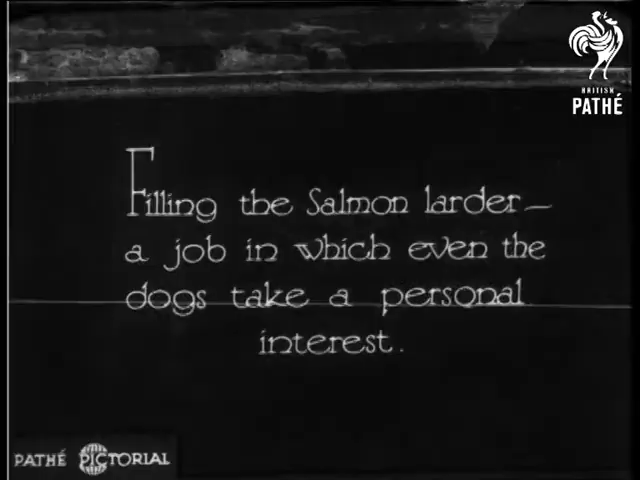 BRITISH
PATHÉ
Filling the Salmon larder—
a job in which even the
dogs take a personal
interest.
PATHÉ PICTORIAL